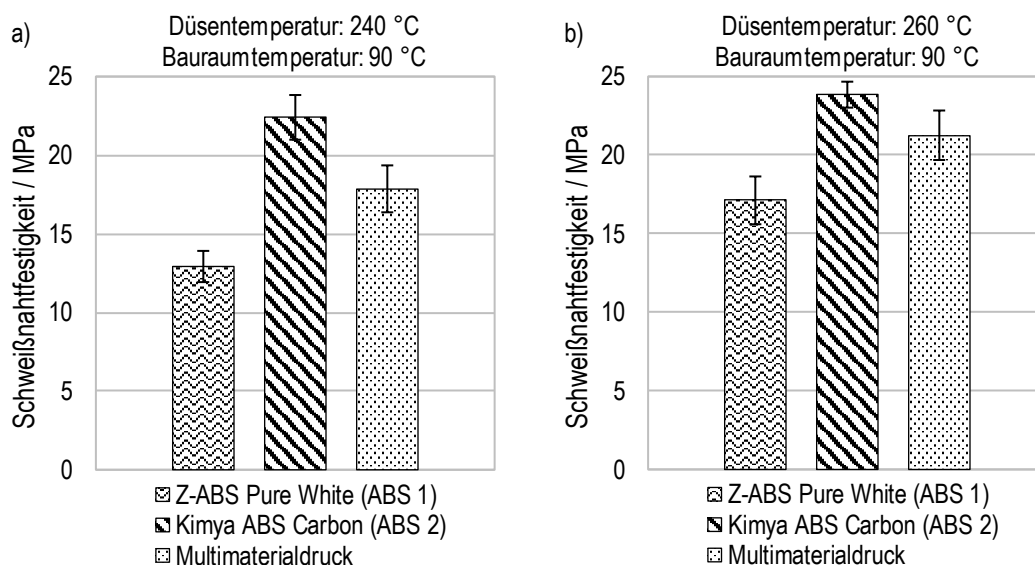 a)
Düsentemperatur: 240 °C
Bauraumtemperatur: 90 °C
Schweißnahtfestigkeit / MPa
25
20
15
10
5
0
Z-ABS Pure White (ABS 1)
Kimya ABS Carbon (ABS 2)
Multimaterialdruck
b)
Düsentemperatur: 260 °C
Bauraumtemperatur: 90 °C
Schweißnahtfestigkeit / MPa
25
20
15
10
5
0
Z-ABS Pure White (ABS 1)
Kimya ABS Carbon (ABS 2)
Multimaterialdruck